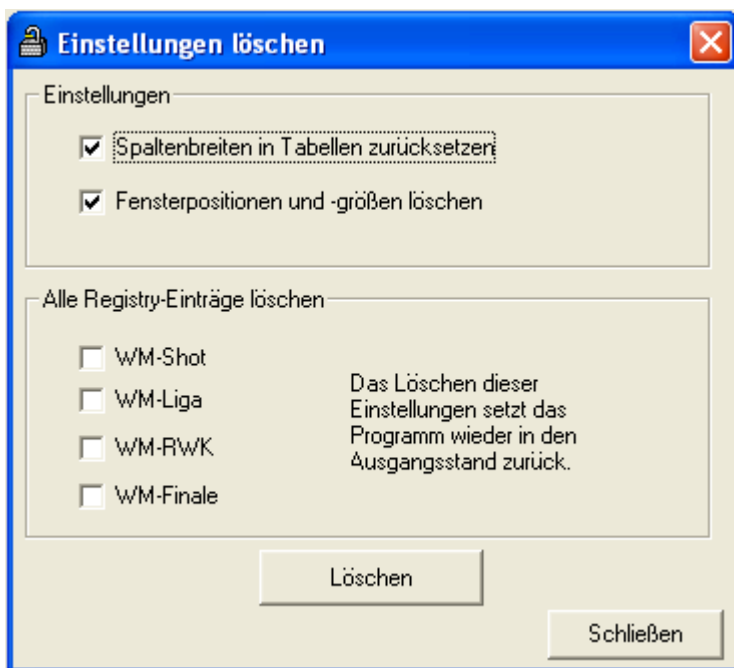 Einstellungen löschen
Einstellungen
Spaltenbreiten in Tabellen zurücksetzen
Fensterpositionen und -größen löschen
Alle Registry-Einträge löschen
WM-Shot
WM-Liga
WM-RWK
WM-Finale
Das Löschen dieser
Einstellungen setzt das
Programm wieder in den
Ausgangsstand zurück.
Löschen
Schließen